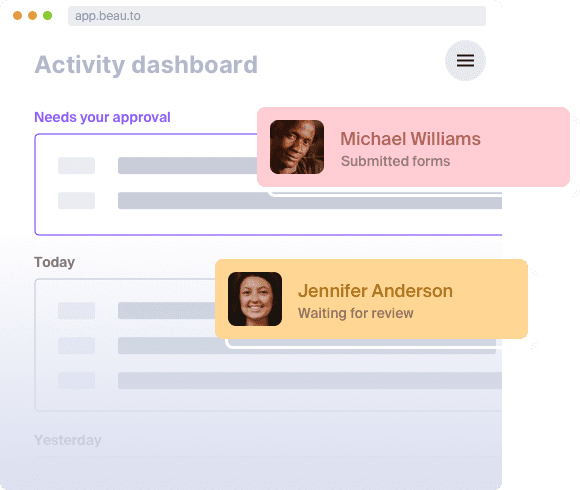 app.beau.to
Activity dashboard
Needs your approval
Michael Williams
Submitted forms
Today
Jennifer Anderson
Waiting for review
Yesterday